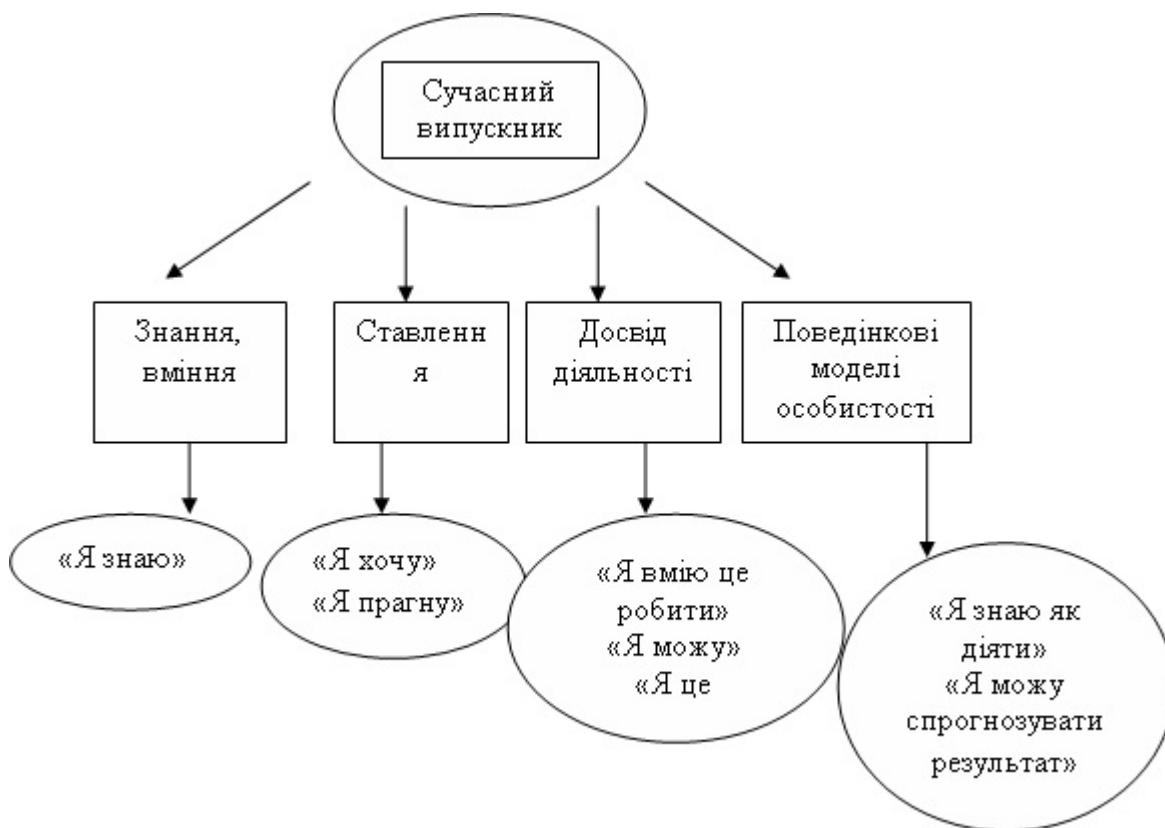 Сучасний
випускник
Знання,
вміння
Ставленн
я
Досвід
діяльності
Поведінкові
моделі
особистості
«Я знаю»
«Я хочу»
«Я прагну»
«Я вмію це
робити»
«Я можу»
«Я це
«Я знаю як
діяти»
«Я можу
спрогнозувати
результат»